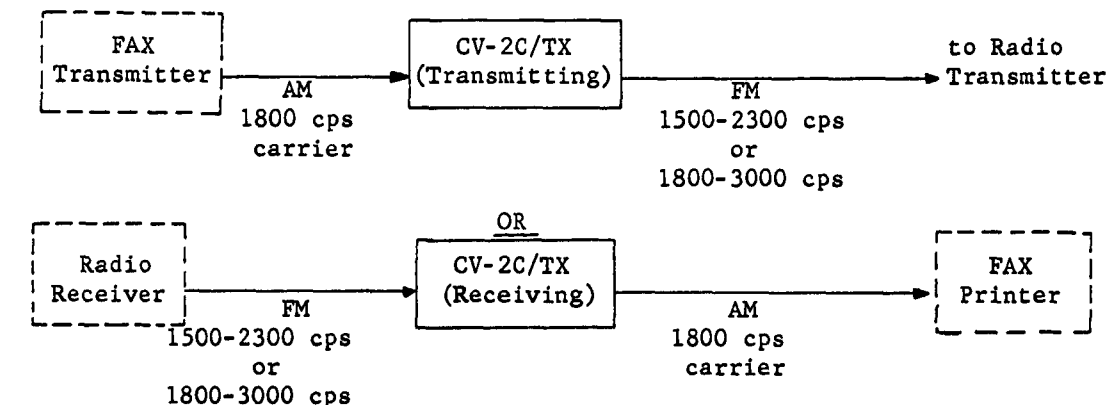 FAX
Transmitter
AM
1800 cps
carrier
CV-2C/TX
(Transmitting)
FM
1500-2300 cps
or
1800-3000 cps
to Radio
Transmitter
OR
Radio
Receiver
FM
1500-2300 cps
or
1800-3000 cps
CV-2C/TX
(Receiving)
AM
1800 cps
carrier
FAX
Printer